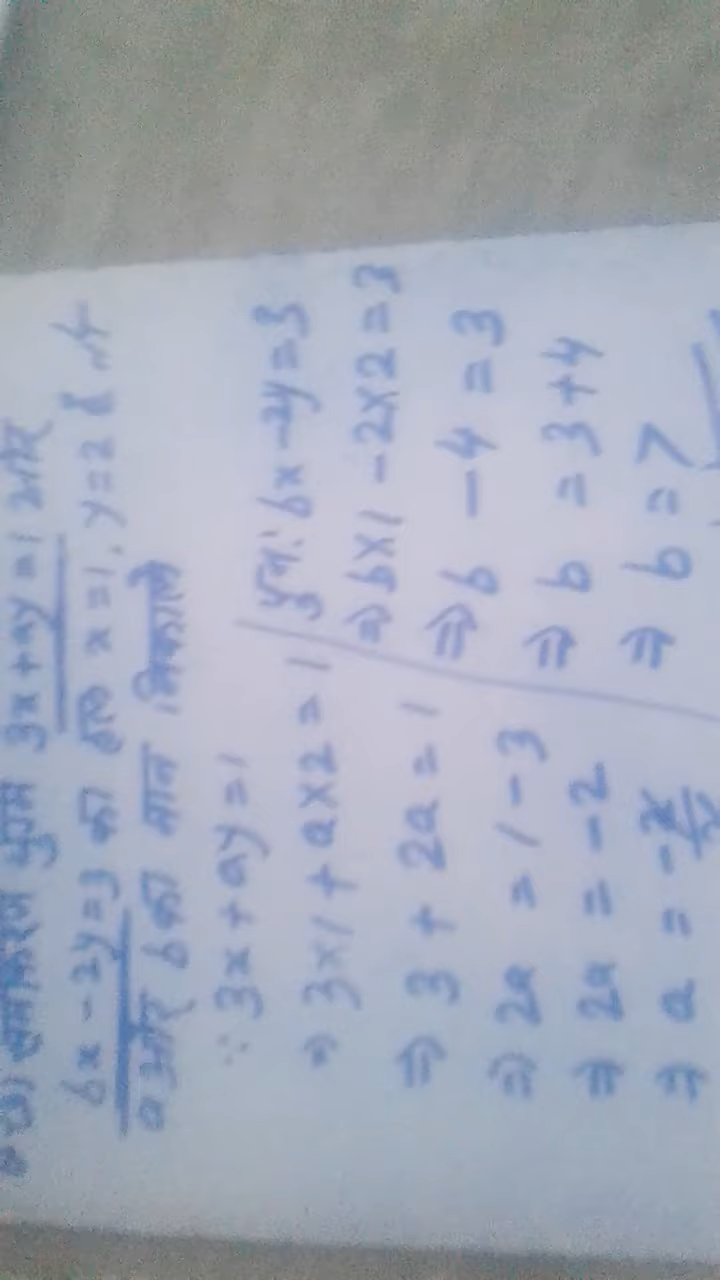 समीकरण युग्म 3x + ay = 1 और
bx - 2y = 3 का हल x = 1, y = 2 है तो
a और b का मान निकालें
∵ 3x + ay = 1
⇒ 3×1 + a×2 = 1
⇒ 3 + 2a = 1
⇒ 2a = 1 - 3
⇒ 2a = -2
⇒ a = -2/2
पुनः bx - 2y = 3
⇒ b×1 - 2×2 = 3
⇒ b - 4 = 3
⇒ b = 3+4
⇒ b = 7